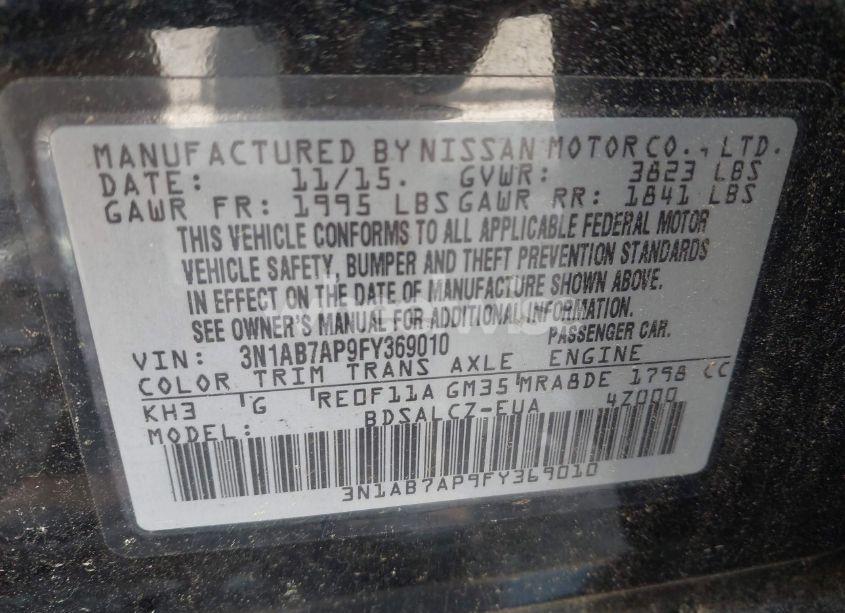 MANUFACTURED BY NISSAN MOTOR CO., LTD.
DATE: 11/15. GVWR: 3823 LBS
GAWR FR: 1995 LBS GAWR RR: 1841 LBS
THIS VEHICLE CONFORMS TO ALL APPLICABLE FEDERAL MOTOR
VEHICLE SAFETY, BUMPER AND THEFT PREVENTION STANDARDS
IN EFFECT ON THE DATE OF MANUFACTURE SHOWN ABOVE.
SEE OWNER'S MANUAL FOR ADDITIONAL INFORMATION.
VIN: 3N1AB7AP9FY369010 PASSENGER CAR.
COLOR TRIM TRANS AXLE ENGINE
KH3 G RE0F11A GM35 MRA8DE 1798 CC
MODEL: BDSALCZ-EUA 4Z000
3N1AB7AP9FY369010